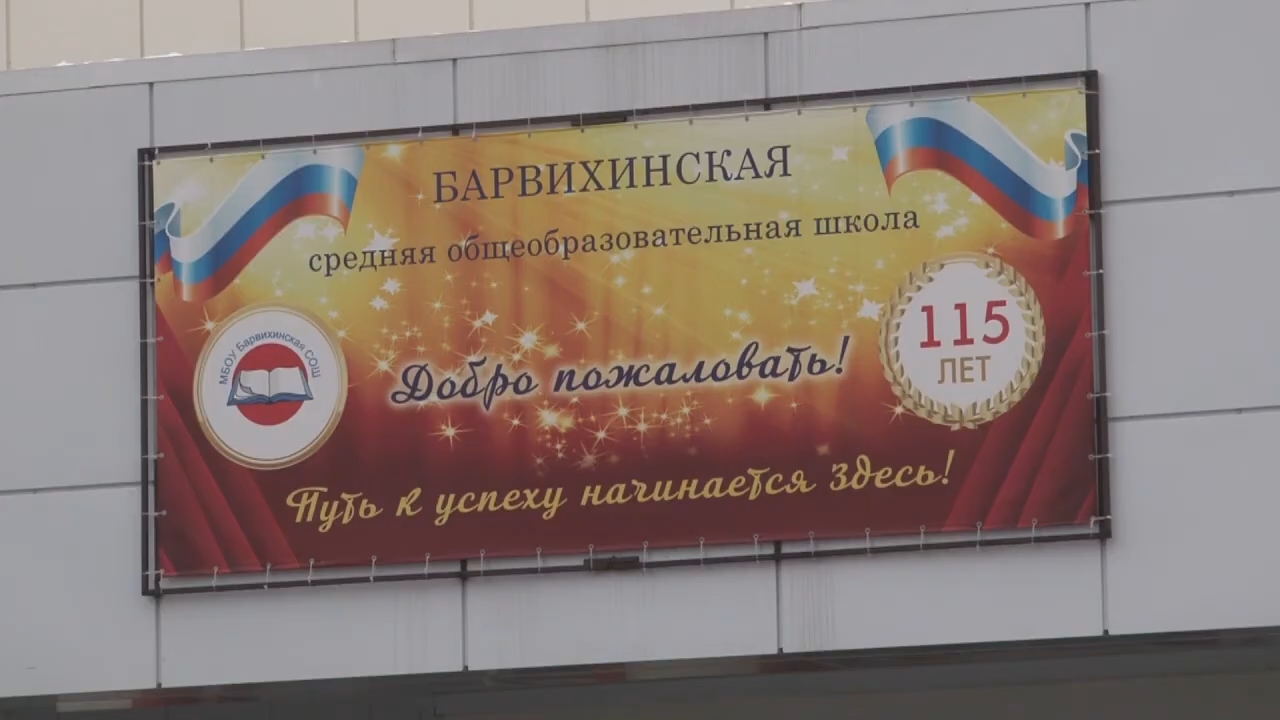 БАРВИХИНСКАЯ
средняя общеобразовательная школа
МБОУ Барвихинская СОШ
115
ЛЕТ
Добро пожаловать!
Путь к успеху начинается здесь!